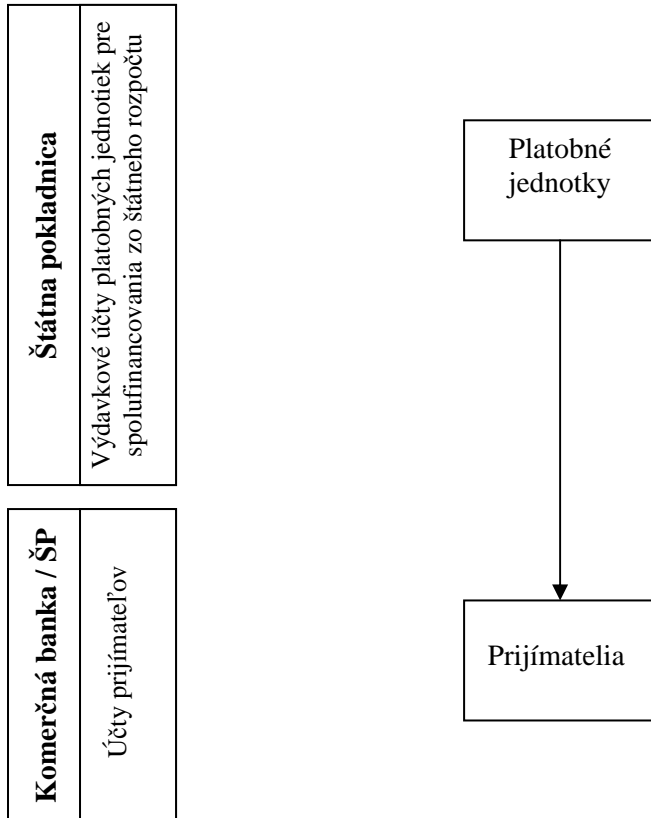 Štátna pokladnica
Výdavkové účty platobných jednotiek pre
spolufinancovania zo štátneho rozpočtu
Platobné
jednotky
Komerčná banka / ŠP
Účty prijímateľov
Prijímatelia